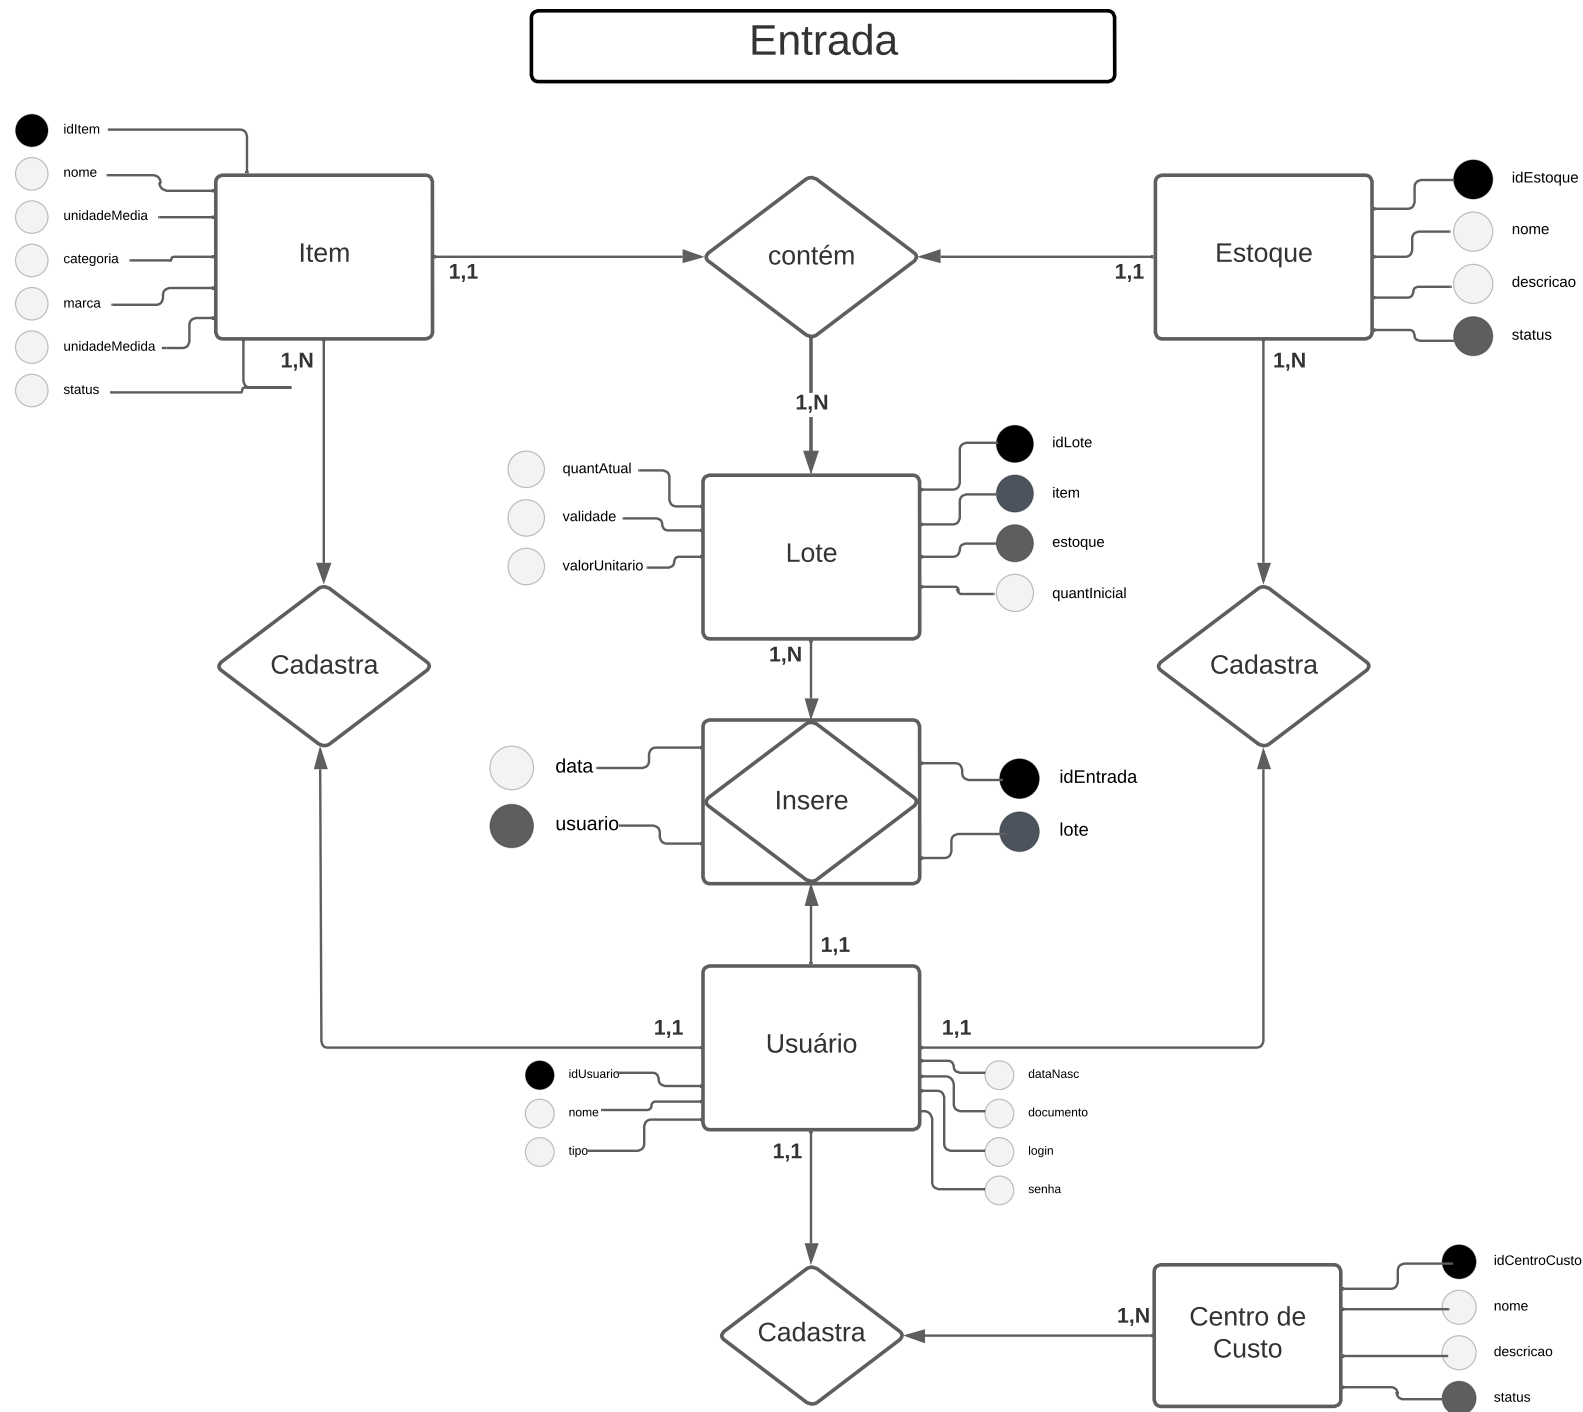 Entrada
idItem
nome
unidadeMedia
categoria
marca
unidadeMedida
status
Item
1,1
1,N
contém
1,N
Estoque
1,1
1,N
idEstoque
nome
descricao
status
quantAtual
validade
valorUnitario
Lote
idLote
item
estoque
quantInicial
1,N
Cadastra
Cadastra
data
usuario
Insere
idEntrada
lote
1,1
1,1
Usuário
1,1
idUsuario
nome
tipo
dataNasc
documento
login
senha
1,1
Cadastra
1,N
Centro de
Custo
idCentroCusto
nome
descricao
status